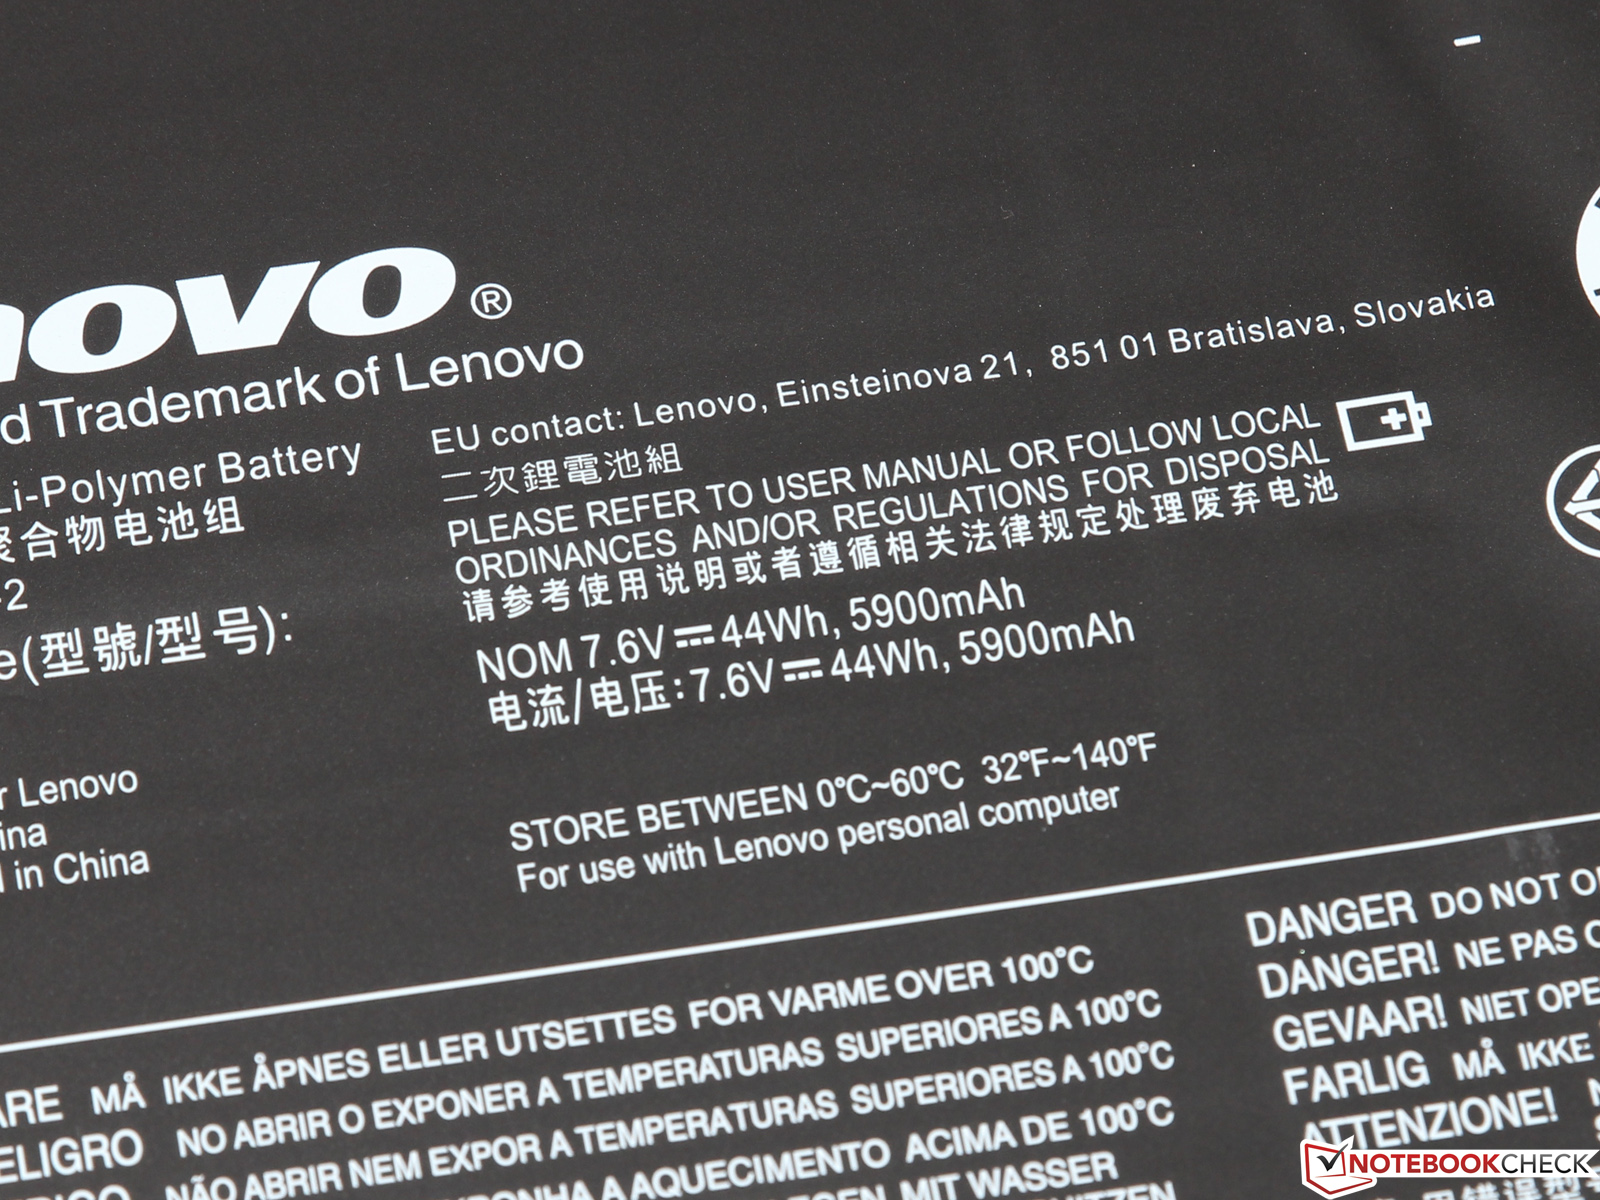 novo®
d Trademark of Lenovo
Li-Polymer Battery
聚合物电池组
-2
e(型號/型号):
r Lenovo
ina
in China
EU contact: Lenovo, Einsteinova 21, 851 01 Bratislava, Slovakia
二次鋰電池組
PLEASE REFER TO USER MANUAL OR FOLLOW LOCAL
ORDINANCES AND/OR REGULATIONS FOR DISPOSAL
请参考使用说明或者遵循相关法律规定处理废弃电池
NOM 7.6V⎓44Wh, 5900mAh
电流/电压:7.6V⎓44Wh, 5900mAh
STORE BETWEEN 0°C~60°C 32°F~140°F
For use with Lenovo personal computer
ARE MÅ IKKE ÅPNES ELLER UTSETTES FOR VARME OVER 100°C
ELIGRO NO ABRIR O EXPONER A TEMPERATURAS SUPERIORES A 100°C
NÃO ABRIR NEM EXPOR A TEMPERATURAS SUPERIORES A 100°C
A AQUECIMENTO ACIMA DE 100°C
MIT WASSER
DANGER DO NOT O
DANGER! NE PAS O
GEVAAR! NIET OPE
FARLIG MÅ IKKE
ATTENZIONE!
NOTEBOOKCHECK